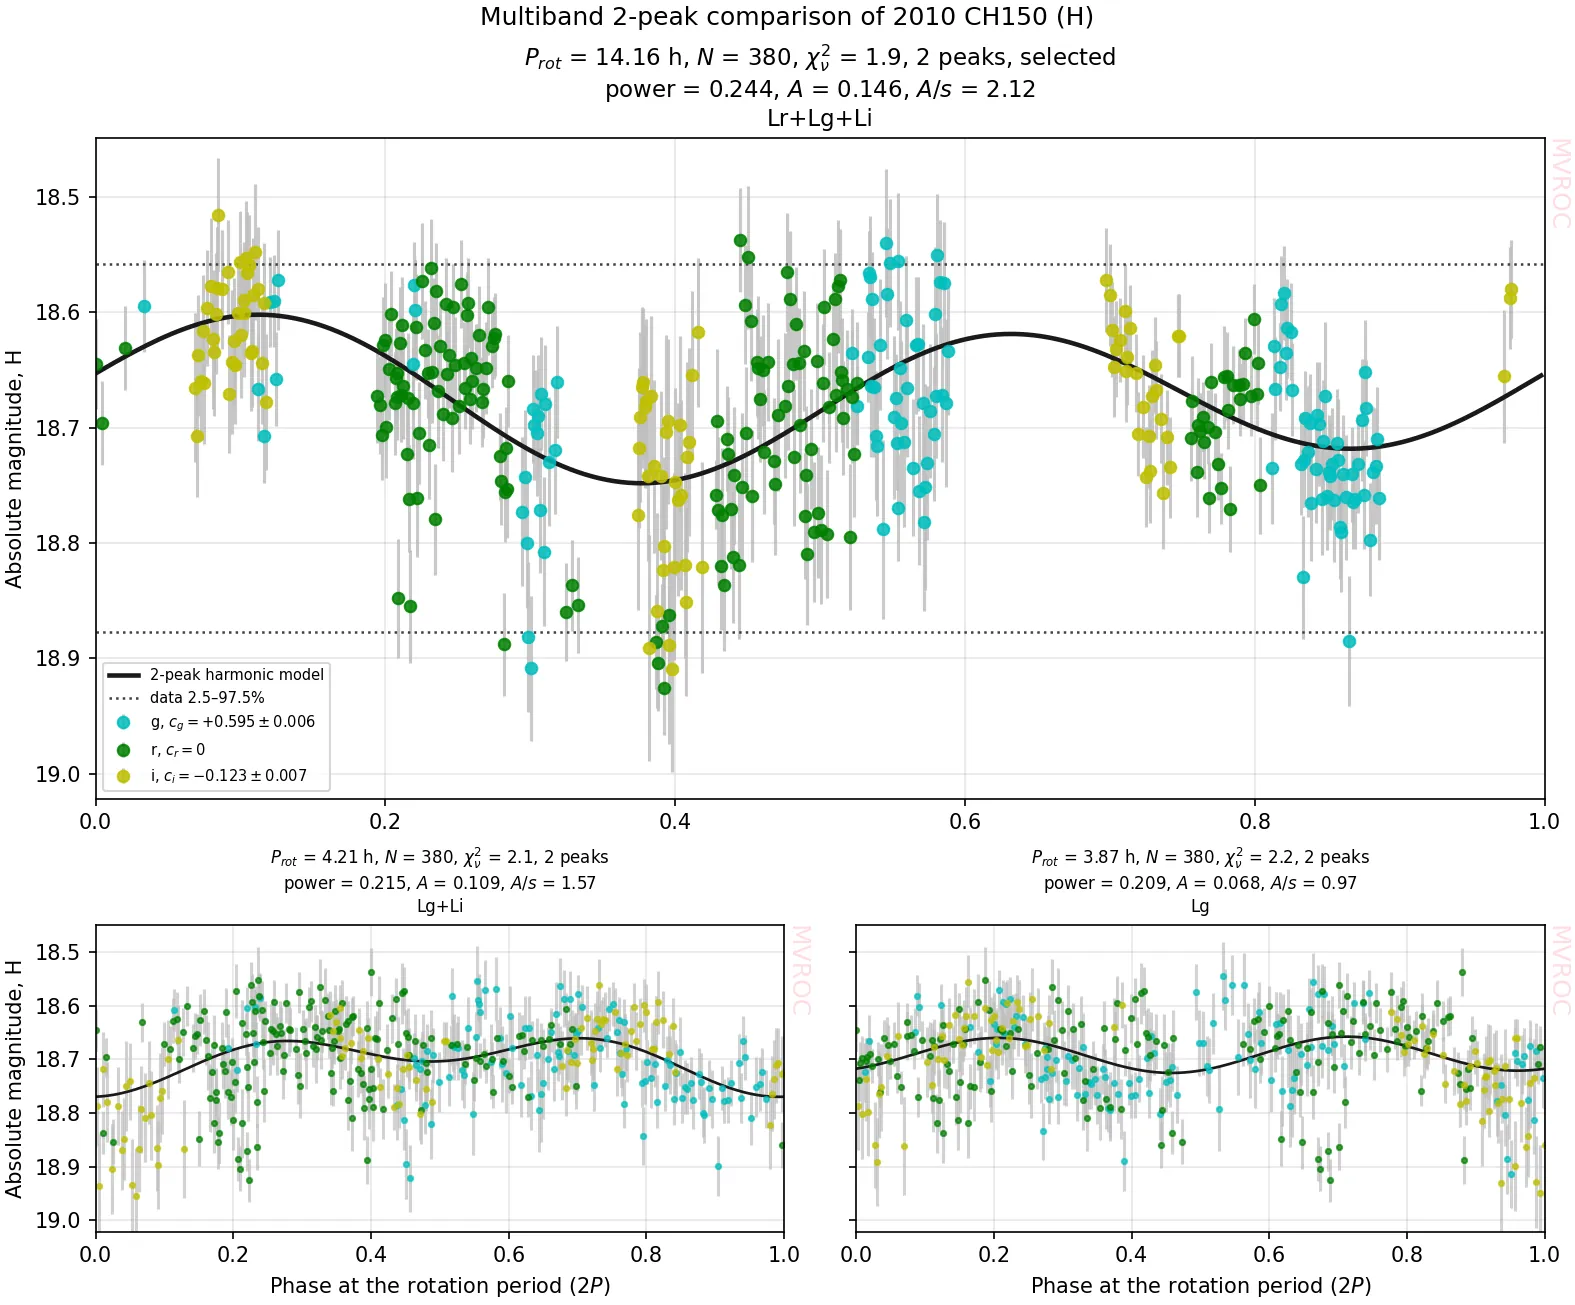 Multiband 2-peak comparison of 2010 CH150 (H)
P_rot = 14.16 h, N = 380, χ²_ν = 1.9, 2 peaks, selected
power = 0.244, A = 0.146, A/s = 2.12
Lr+Lg+Li
MVROC
Absolute magnitude, H
18.5
18.6
18.7
18.8
18.9
19.0
2-peak harmonic model
data 2.5–97.5%
g, c_g = +0.595 ± 0.006
r, c_r = 0
i, c_i = −0.123 ± 0.007
0.0 0.2 0.4 0.6 0.8 1.0
P_rot = 4.21 h, N = 380, χ²_ν = 2.1, 2 peaks
power = 0.215, A = 0.109, A/s = 1.57
Lg+Li
MVROC
Absolute magnitude, H
18.5
18.6
18.7
18.8
18.9
19.0
0.0 0.2 0.4 0.6 0.8 1.0
Phase at the rotation period (2P)
P_rot = 3.87 h, N = 380, χ²_ν = 2.2, 2 peaks
power = 0.209, A = 0.068, A/s = 0.97
Lg
MVROC
0.0 0.2 0.4 0.6 0.8 1.0
Phase at the rotation period (2P)